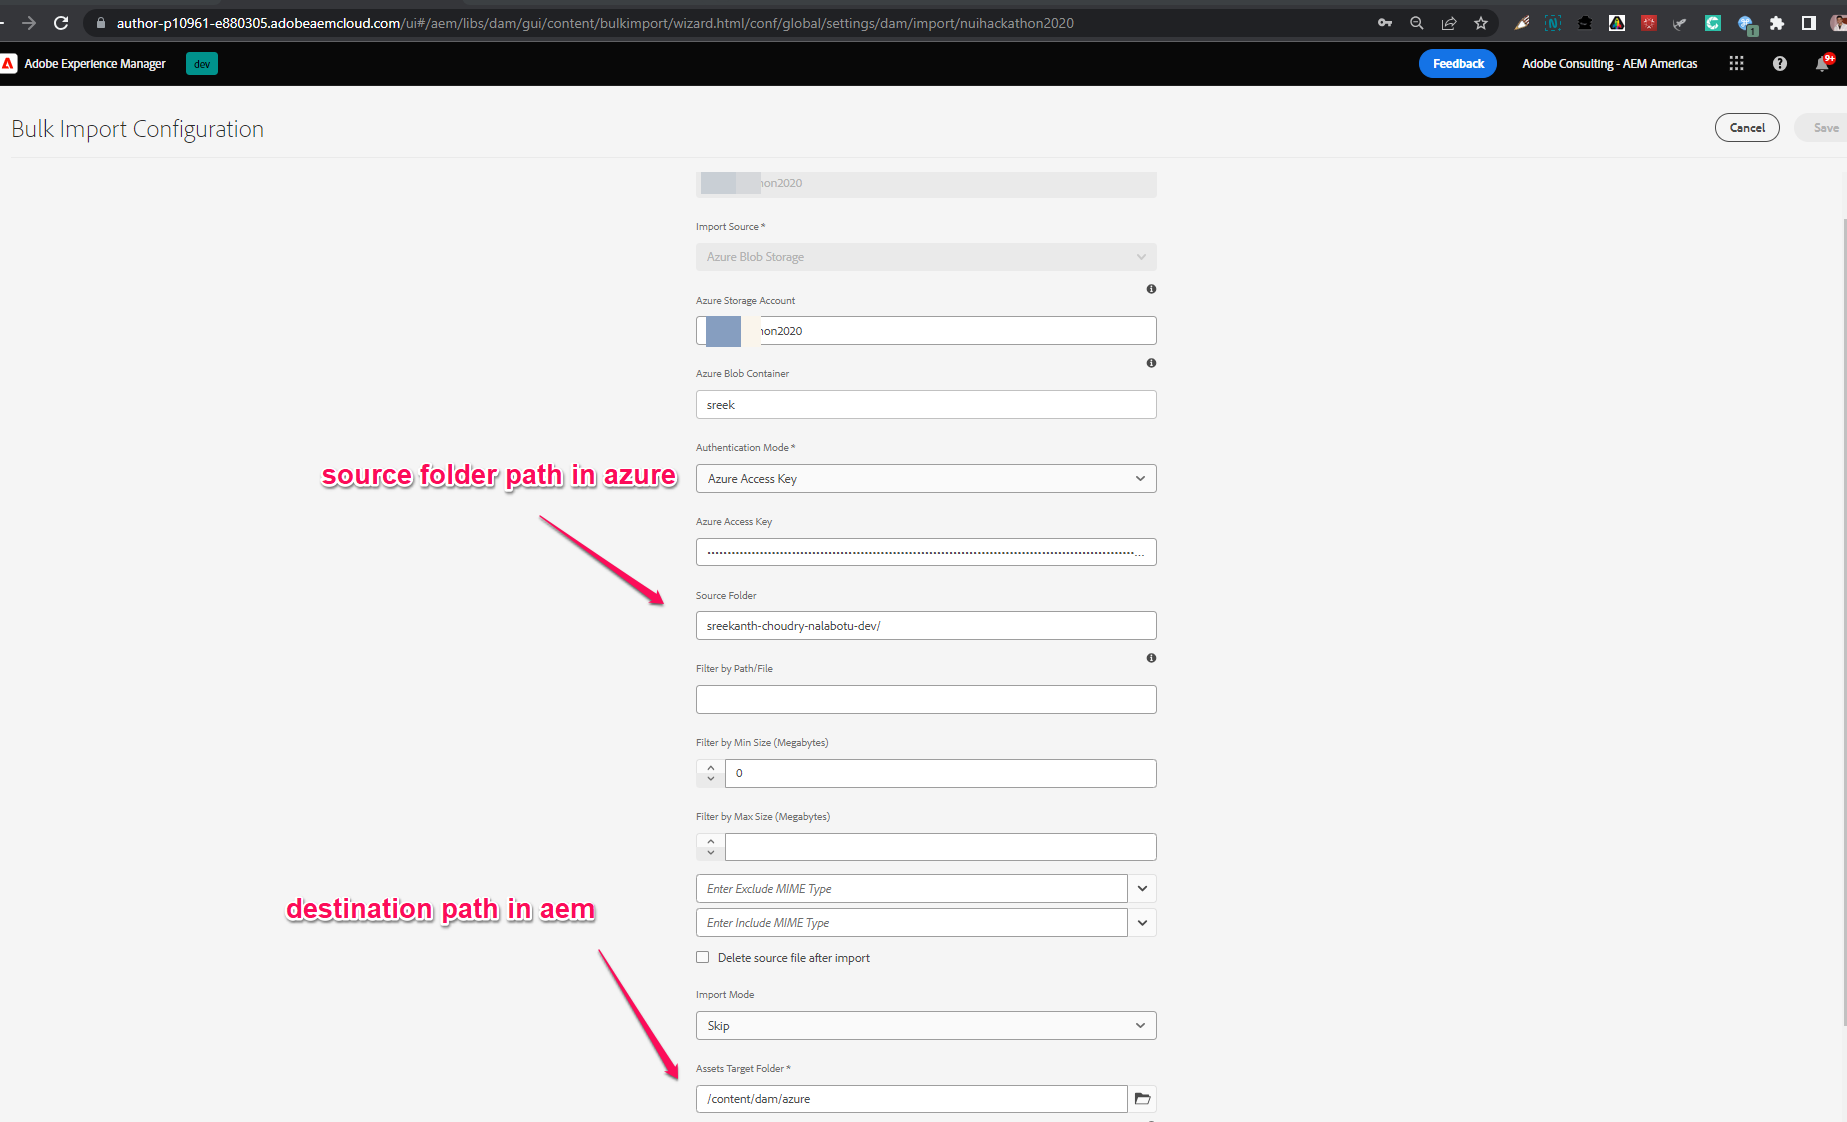 author-p10961-e880305.adobeaemcloud.com/ui#/aem/libs/dam/gui/content/bulkimport/wizard.html/conf/global/settings/dam/import/nuihackathon2020
Adobe Experience Manager
dev
Feedback
Adobe Consulting - AEM Americas
9+
Bulk Import Configuration
Cancel
Save
on2020
Import Source *
Azure Blob Storage
Azure Storage Account
on2020
Azure Blob Container
sreek
Authentication Mode *
source folder path in azure
Azure Access Key
Azure Access Key
Source Folder
sreekanth-choudry-nalabotu-dev/
Filter by Path/File
Filter by Min Size (Megabytes)
0
Filter by Max Size (Megabytes)
Enter Exclude MIME Type
destination path in aem
Enter Include MIME Type
Delete source file after import
Import Mode
Skip
Assets Target Folder *
/content/dam/azure